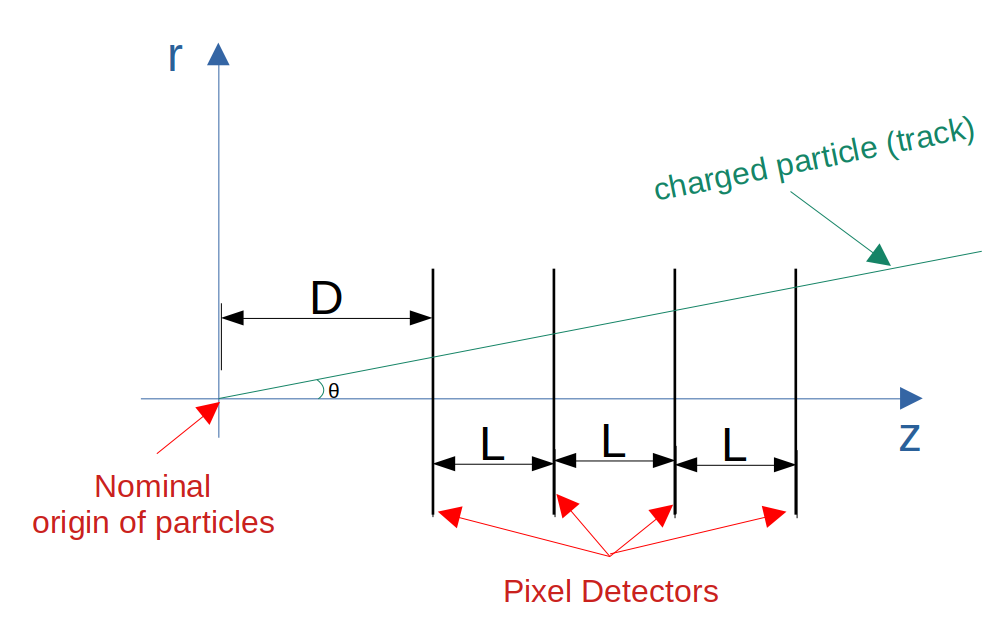 r
charged particle (track)
D
θ
z
L
L
L
Nominal
origin of particles
Pixel Detectors